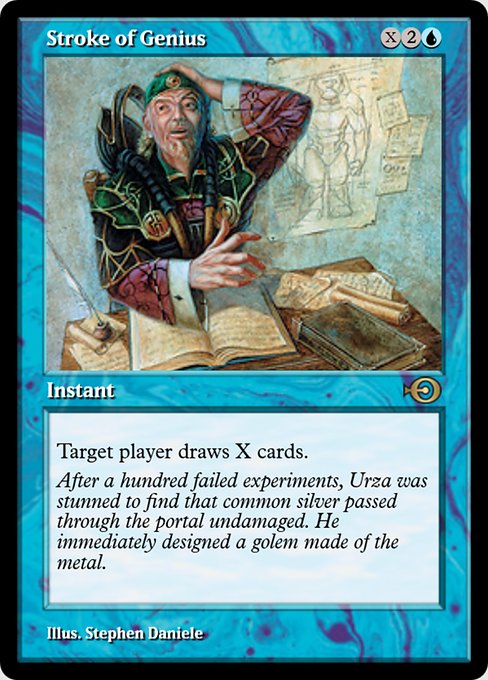 Stroke of Genius X2
Instant
Target player draws X cards.
After a hundred failed experiments, Urza was
stunned to find that common silver passed
through the portal undamaged. He
immediately designed a golem made of the
metal.
Illus. Stephen Daniele